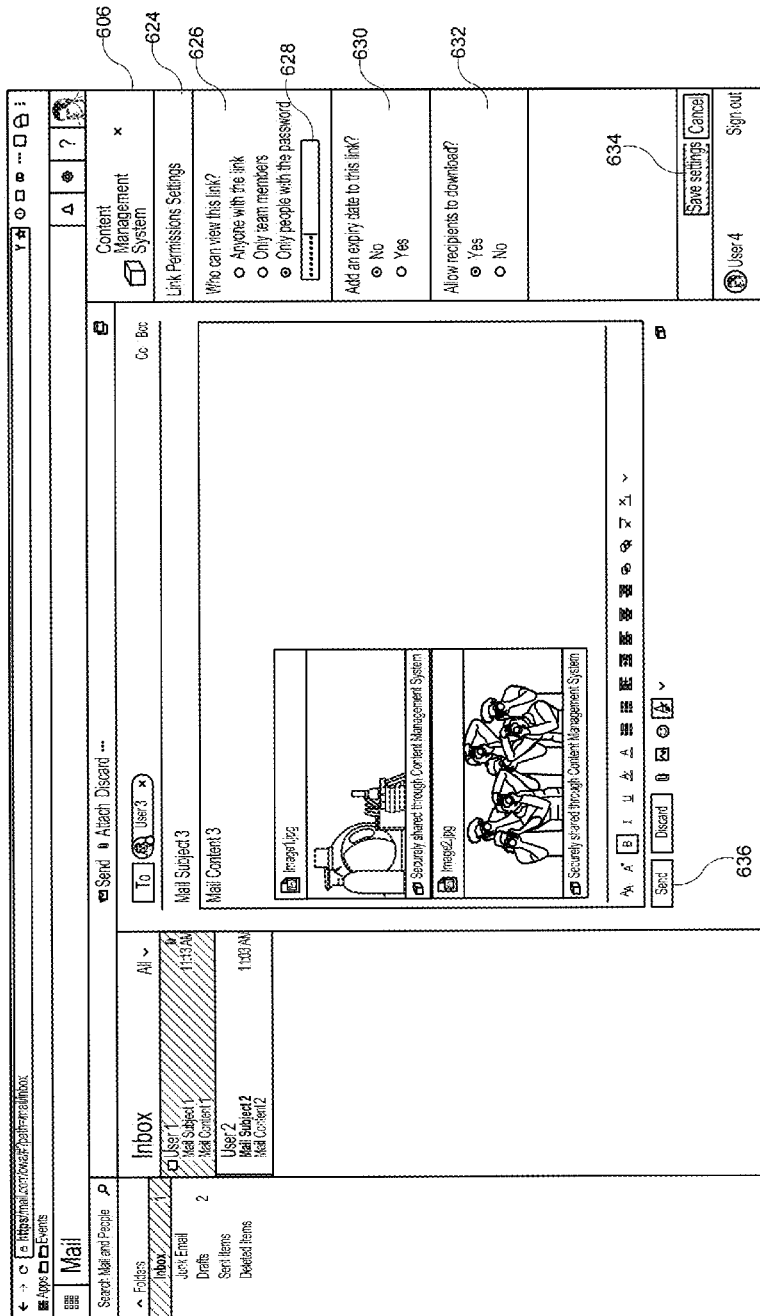 https//mail.com/owa/#?path=mail/inbox
Apps
Events
Mail
?
Search Mail and People
Folders
Inbox 1
Junk Email
Drafts 2
Sent Items
Deleted Items
Inbox
All
User 1
Mail Subject 1
11:13 AM
Mail Content 1
User 2
Mail Subject 2
11:03 AM
Mail Content 2
Send Attach Discard ...
To User 3 x
Cc Bcc
Mail Subject 3
Mail Content 3
Image1.jpg
Securely shared through Content Management System
Image2.jpg
Securely shared through Content Management System
Send
Discard
636
Content
Management
System
x
Link Permissions Settings
Who can view this link?
Anyone with the link
Only team members
Only people with the password
Add an expiry date to this link?
No
Yes
Allow recipients to download?
Yes
No
Save settings
Cancel
User 4
Sign out
606
624
626
628
630
632
634